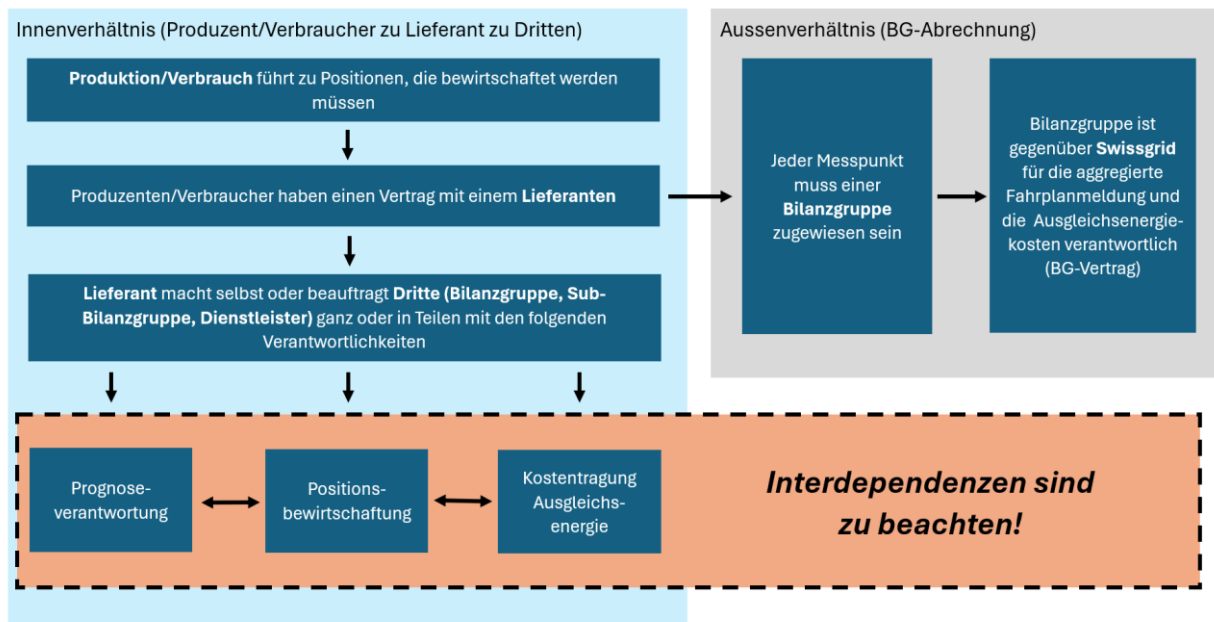 Innenverhältnis (Produzent/Verbraucher zu Lieferant zu Dritten)
Produktion/Verbrauch führt zu Positionen, die bewirtschaftet werden
müssen
Produzenten/Verbraucher haben einen Vertrag mit einem Lieferanten
Lieferant macht selbst oder beauftragt Dritte (Bilanzgruppe, Sub-
Bilanzgruppe, Dienstleister) ganz oder in Teilen mit den folgenden
Verantwortlichkeiten
Aussenverhältnis (BG-Abrechnung)
Jeder Messpunkt
muss einer
Bilanzgruppe
zugewiesen sein
Bilanzgruppe ist
gegenüber Swissgrid
für die aggregierte
Fahrplanmeldung und
die Ausgleichsenergie-
kosten verantwortlich
(BG-Vertrag)
Prognose-
verantwortung
Positions-
bewirtschaftung
Kostentragung
Ausgleichs-
energie
Interdependenzen sind
zu beachten!